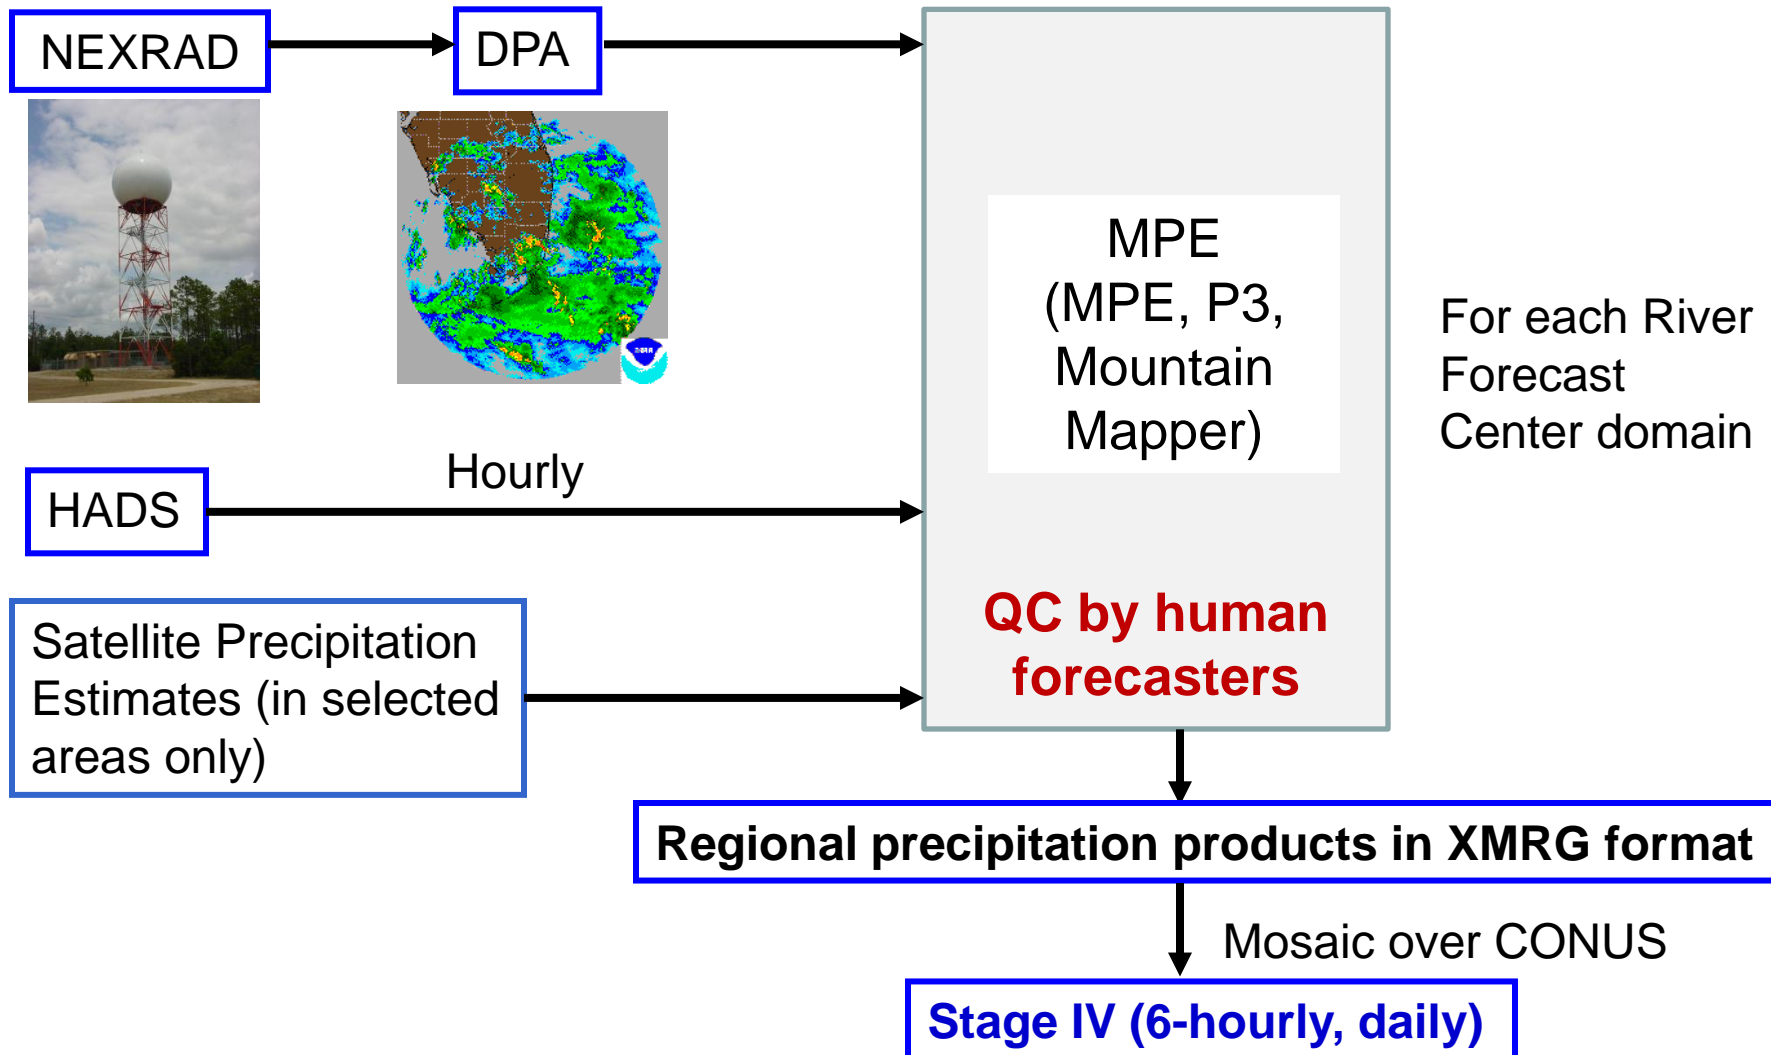 NEXRAD
DPA
MPE
(MPE, P3,
Mountain
Mapper)
For each River
Forecast
Center domain
Hourly
HADS
QC by human
forecasters
Satellite Precipitation
Estimates (in selected
areas only)
Regional precipitation products in XMRG format
Mosaic over CONUS
Stage IV (6-hourly, daily)